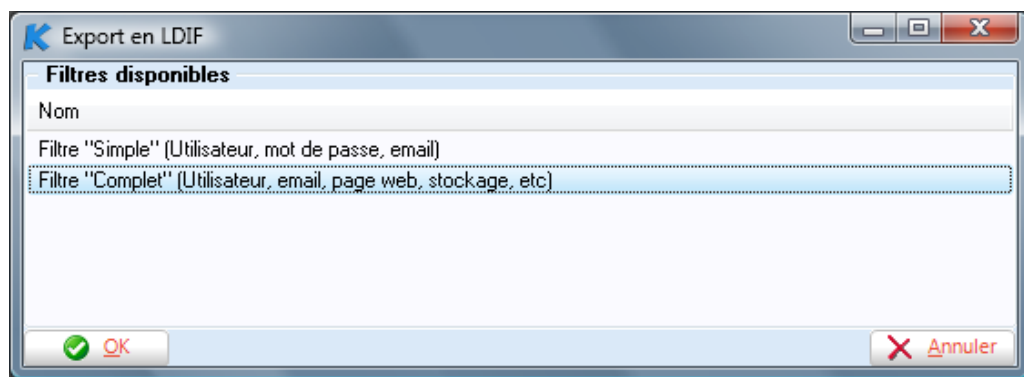 Export en LDIF
Filtres disponibles
Nom
Filtre "Simple" (Utilisateur, mot de passe, email)
Filtre "Complet" (Utilisateur, email, page web, stockage, etc)
OK
Annuler